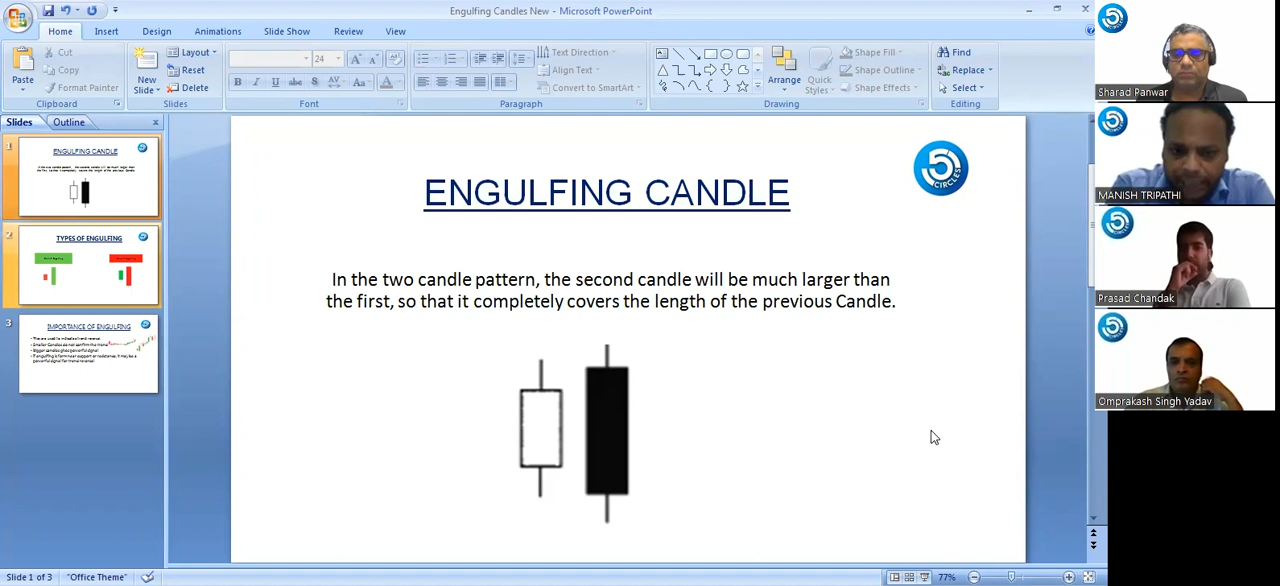 Engulfing Candles New - Microsoft PowerPoint
Home
Insert
Design
Animations
Slide Show
Review
View
Paste
Cut
Copy
Format Painter
Clipboard
New
Slide
Layout
Reset
Delete
Slides
24
Font
Paragraph
Text Direction
Align Text
Convert to SmartArt
Arrange
Quick
Styles
Shape Fill
Shape Outline
Shape Effects
Drawing
Find
Replace
Select
Editing
Slides
Outline
1
ENGULFING CANDLE
2
TYPES OF ENGULFING
3
IMPORTANCE OF ENGULFING
5
CIRCLES
ENGULFING CANDLE
In the two candle pattern, the second candle will be much larger than
the first, so that it completely covers the length of the previous Candle.
Sharad Panwar
MANISH TRIPATHI
Prasad Chandak
Omprakash Singh Yadav
Slide 1 of 3
"Office Theme"
77%